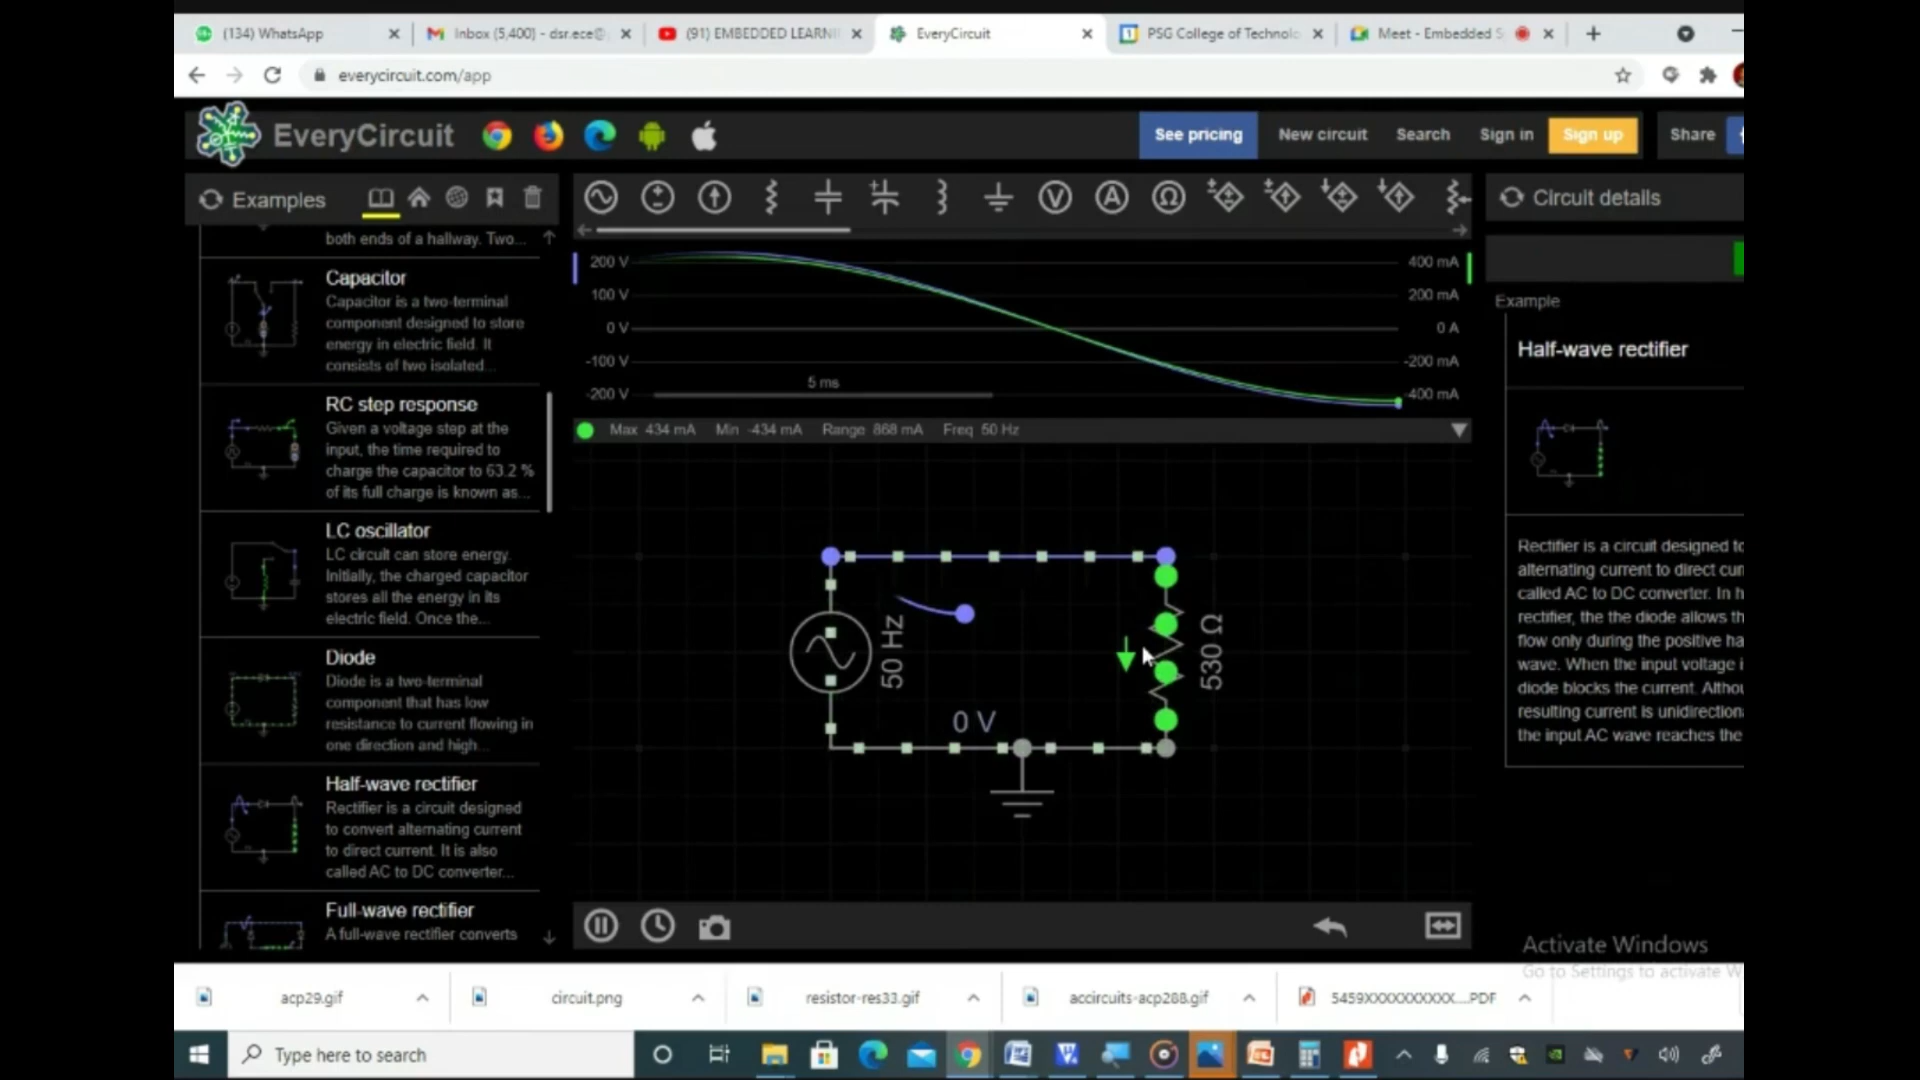 (134) WhatsApp
Inbox (5,400) - dsr.ece@
(91) EMBEDDED LEARNI
EveryCircuit
PSG College of Technolo
Meet - Embedded S
everycircuit.com/app
EveryCircuit
See pricing
New circuit
Search
Sign in
Sign up
Share
Examples
Circuit details
both ends of a hallway. Two...
Capacitor
Capacitor is a two-terminal
component designed to store
energy in electric field. It
consists of two isolated...
RC step response
Given a voltage step at the
input, the time required to
charge the capacitor to 63.2 %
of its full charge is known as...
LC oscillator
LC circuit can store energy.
Initially, the charged capacitor
stores all the energy in its
electric field. Once the...
Diode
Diode is a two-terminal
component that has low
resistance to current flowing in
one direction and high...
Half-wave rectifier
Rectifier is a circuit designed
to convert alternating current
to direct current. It is also
called AC to DC converter...
Full-wave rectifier
A full-wave rectifier converts
V
A
Ω
200 V
100 V
0 V
-100 V
-200 V
400 mA
200 mA
0 A
-200 mA
-400 mA
5 ms
Max 434 mA Min -434 mA Range 868 mA Freq 50 Hz
50 Hz
530 Ω
0 V
Example
Half-wave rectifier
Rectifier is a circuit designed to
alternating current to direct cur
called AC to DC converter. In h
rectifier, the the diode allows th
flow only during the positive ha
wave. When the input voltage i
diode blocks the current. Althou
resulting current is unidirection
the input AC wave reaches the
Activate Windows
Go to Settings to activate W
acp29.gif
circuit.png
resistor-res33.gif
accircuits-acp288.gif
5459XXXXXXXXXX....PDF
Type here to search